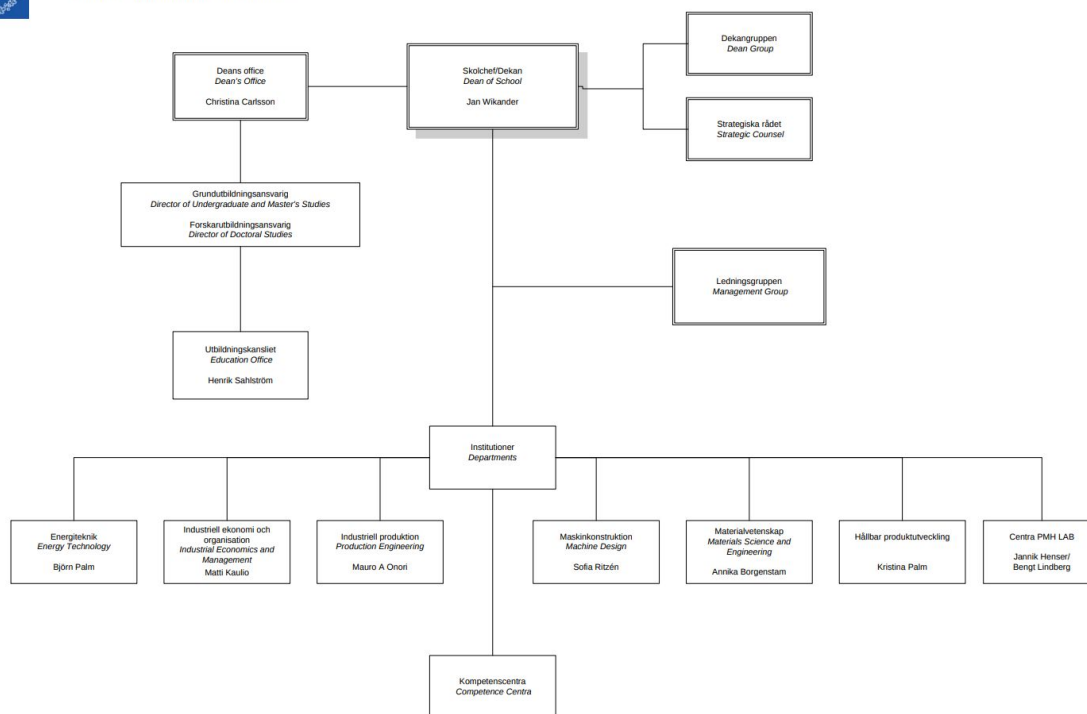 Dekangruppen
Dean Group
Deans office
Dean's Office
Christina Carlsson
Skolchef/Dekan
Dean of School
Jan Wikander
Strategiska rådet
Strategic Counsel
Grundutbildningsansvarig
Director of Undergraduate and Master's Studies
Forskarutbildningsansvarig
Director of Doctoral Studies
Ledningsgruppen
Management Group
Utbildningskansliet
Education Office
Henrik Sahlström
Institutioner
Departments
Energiteknik
Energy Technology
Björn Palm
Industriell ekonomi och
organisation
Industrial Economics and
Management
Matti Kaulio
Industriell produktion
Production Engineering
Mauro A Onori
Maskinkonstruktion
Machine Design
Sofia Ritzén
Materialvetenskap
Materials Science and
Engineering
Annika Borgenstam
Hållbar produktutveckling
Kristina Palm
Centra PMH LAB
Jannik Henser/
Bengt Lindberg
Kompetenscentra
Competence Centra